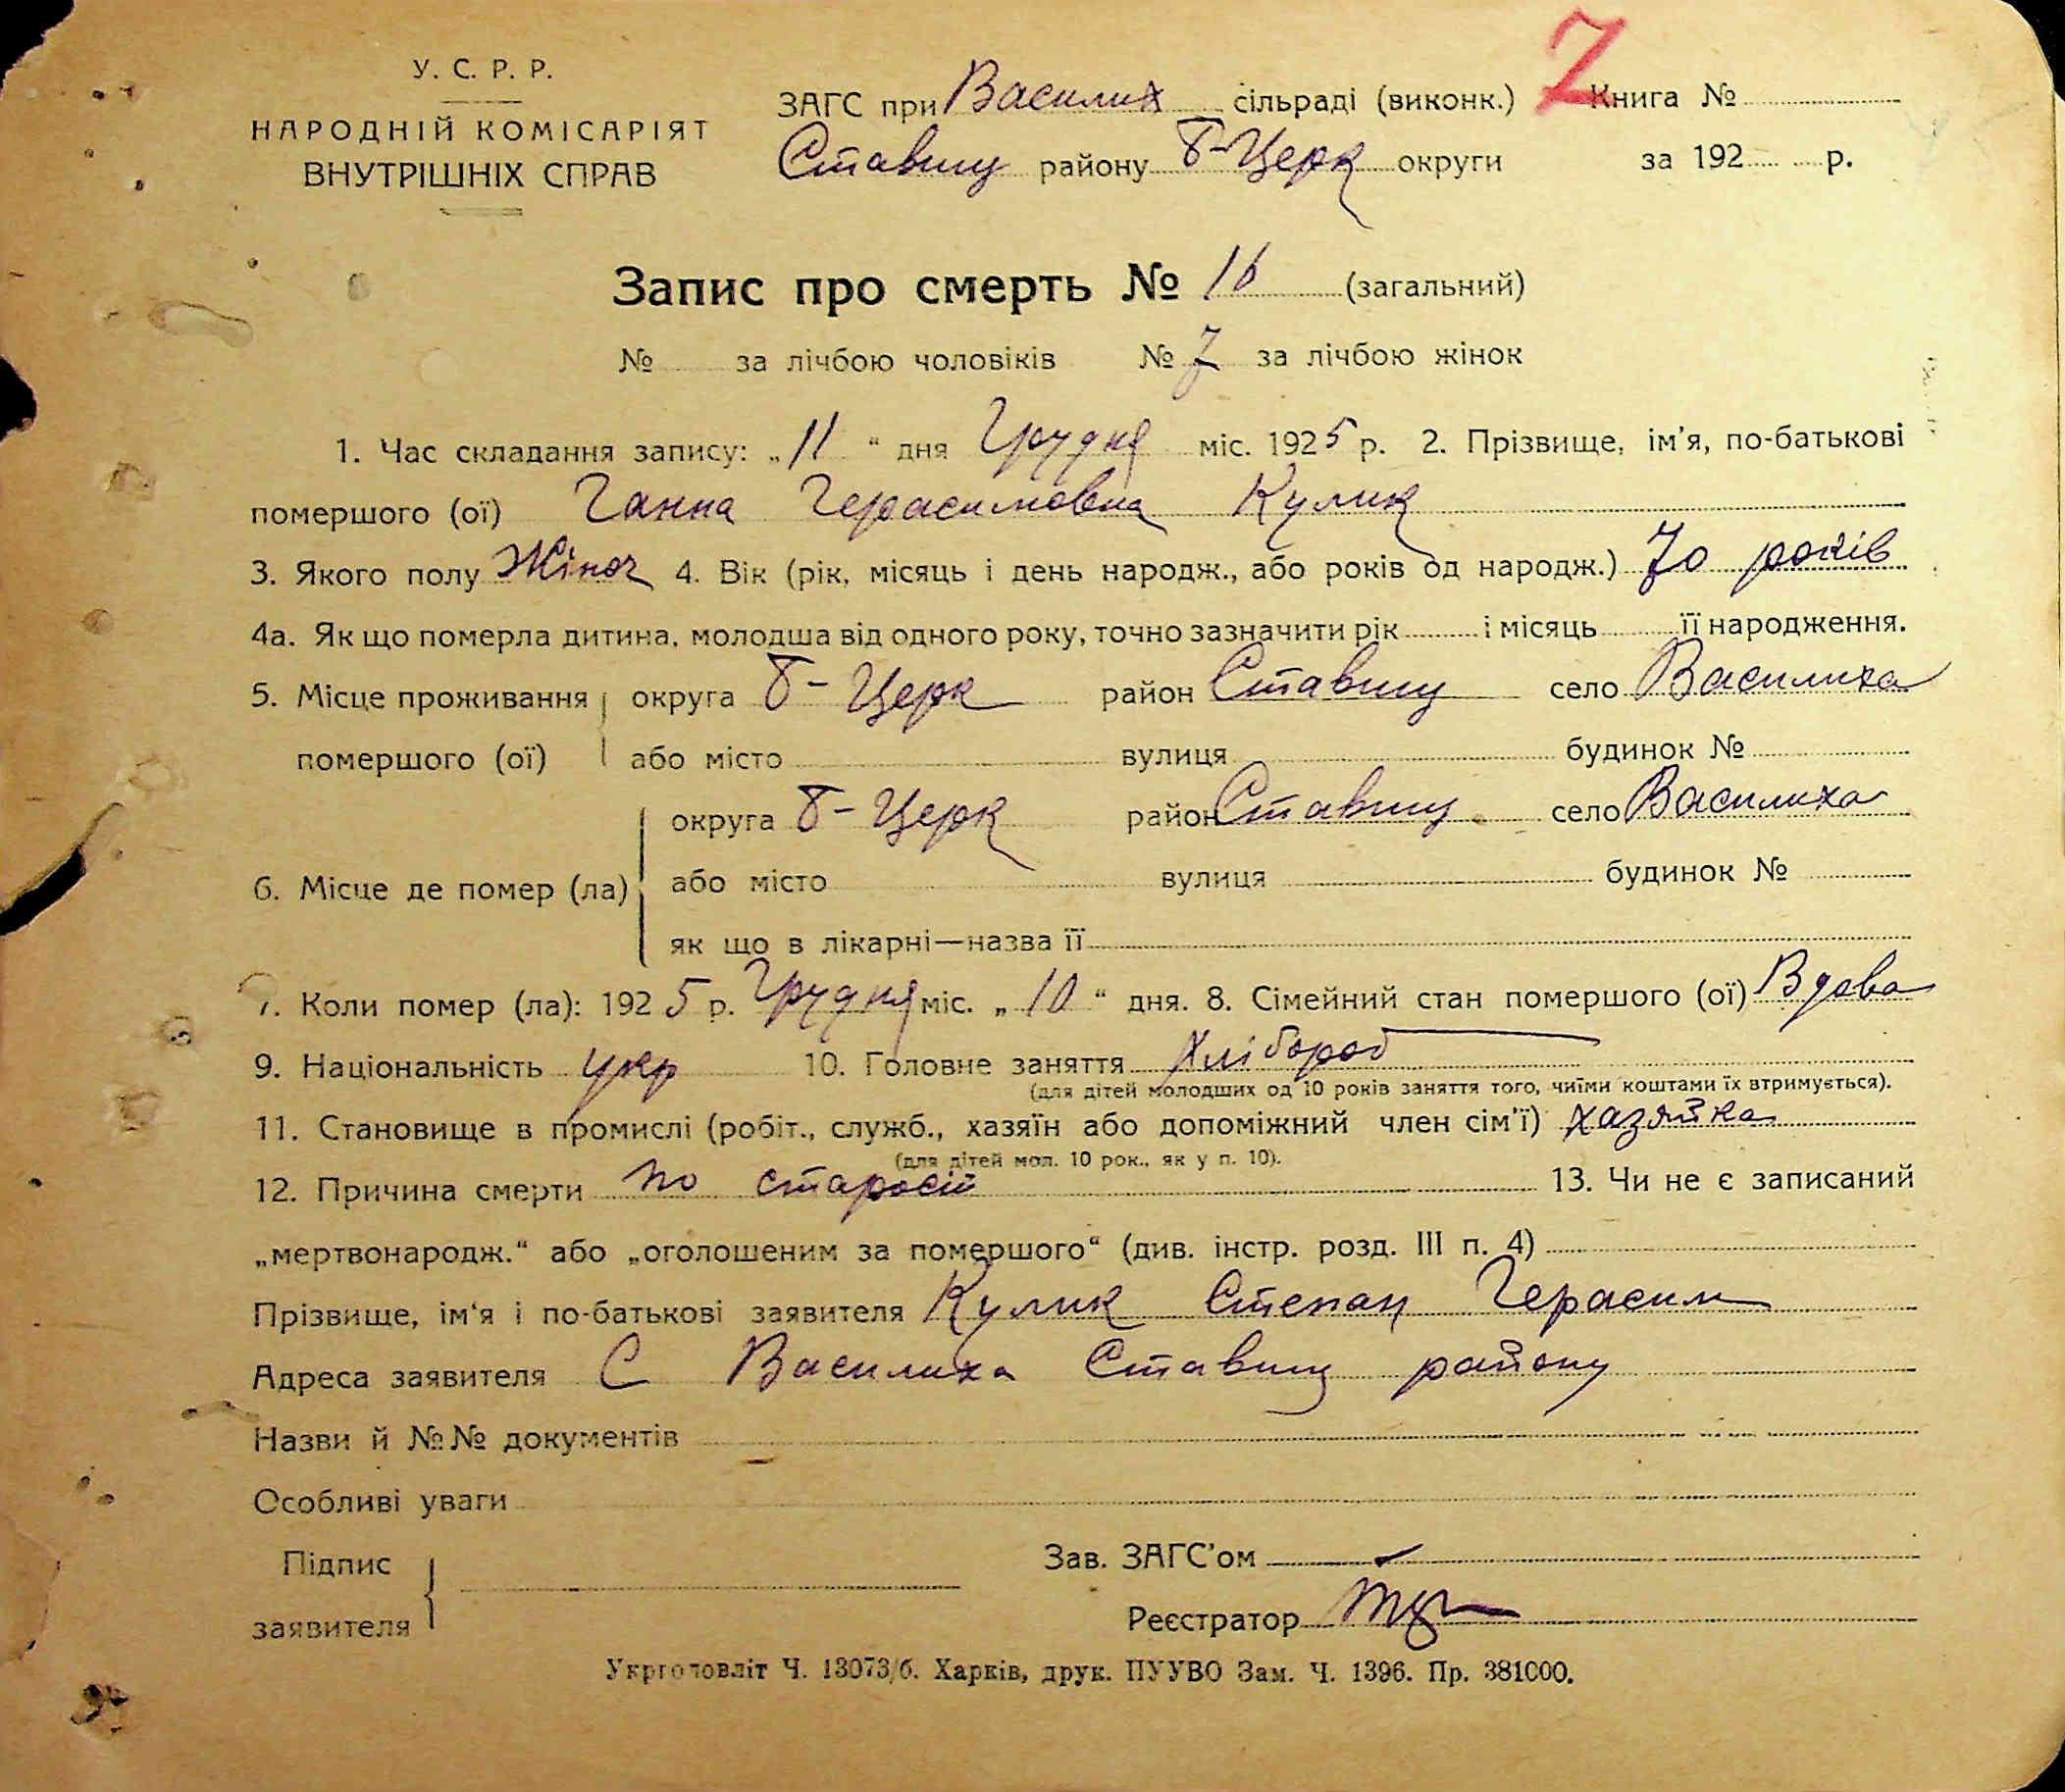 У. С. Р. Р.
НАРОДНІЙ КОМІСАРІЯТ
ВНУТРІШНІХ СПРАВ
ЗАГС при Василих сільраді (виконк.) Книга №
Ставищ району Б-Церк округи за 192 р.
7
Запис про смерть № 16 (загальний)
№ за лічбою чоловіків № 7 за лічбою жінок
1. Час складання запису: „11“ дня Грудня міс. 1925 р. 2. Прізвище, ім'я, по-батькові
помершого (ої) Ганна Герасимовна Кулик
3. Якого полу Жіноч 4. Вік (рік, місяць і день народж., або років од народж.) 70 років
4а. Як що померла дитина, молодша від одного року, точно зазначити рік і місяць її народження.
5. Місце проживання округа Б-Церк район Ставищ село Василиха
помершого (ої) або місто вулиця будинок №
округа Б-Церк район Ставищ село Василиха
6. Місце де помер (ла) або місто вулиця будинок №
як що в лікарні—назва її
7. Коли помер (ла): 1925 р. Грудня міс. „10“ дня. 8. Сімейний стан помершого (ої) Вдова
9. Національність укр 10. Головне заняття Хлібороб
(для дітей молодших од 10 років заняття того, чиїми коштами їх втримується).
11. Становище в промислі (робіт., служб., хазяїн або допоміжний член сім'ї) хазяйка
(для дітей мол. 10 рок., як у п. 10).
12. Причина смерти по старости 13. Чи не є записаний
„мертвонародж.“ або „оголошеним за помершого“ (див. інстр. розд. III п. 4)
Прізвище, ім'я і по-батькові заявителя Кулик Степан Герасим
Адреса заявителя С Василиха Ставищ району
Назви й №№ документів
Особливі уваги
Підпис Зав. ЗАГС'ом
заявителя Реєстратор
Укрголовліт Ч. 13073/б. Харків, друк. ПУУВО Зам. Ч. 1396. Пр. 381000.